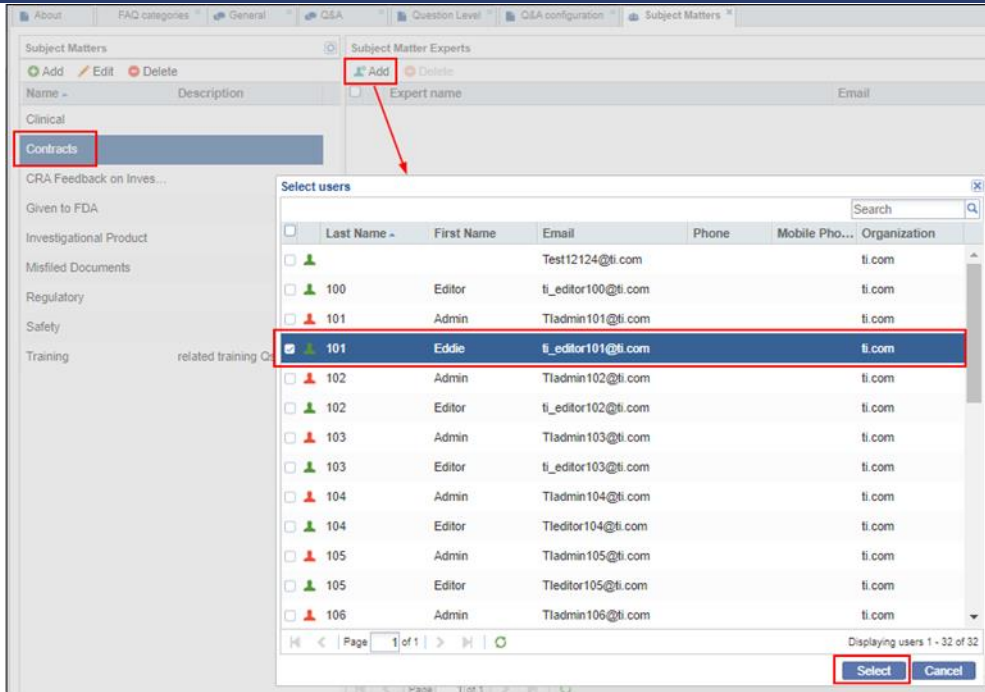 About FAQ categories General Q&A Question Level Q&A configuration Subject Matters
Subject Matters Subject Matter Experts
Add Edit Delete Add Delete
Name Description Expert name Email
Clinical
Contracts
CRA Feedback on Inves...
Given to FDA
Investigational Product
Misfiled Documents
Regulatory
Safety
Training related training Qs
Select users
Search
Last Name First Name Email Phone Mobile Pho... Organization
Test12124@ti.com ti.com
100 Editor ti_editor100@ti.com ti.com
101 Admin TIadmin101@ti.com ti.com
101 Eddie ti_editor101@ti.com ti.com
102 Admin TIadmin102@ti.com ti.com
102 Editor ti_editor102@ti.com ti.com
103 Admin TIadmin103@ti.com ti.com
103 Editor ti_editor103@ti.com ti.com
104 Admin TIadmin104@ti.com ti.com
104 Editor TIeditor104@ti.com ti.com
105 Admin TIadmin105@ti.com ti.com
105 Editor TIeditor105@ti.com ti.com
106 Admin TIadmin106@ti.com ti.com
Page 1 of 1 Displaying users 1 - 32 of 32
Select Cancel
Page 1 of 1